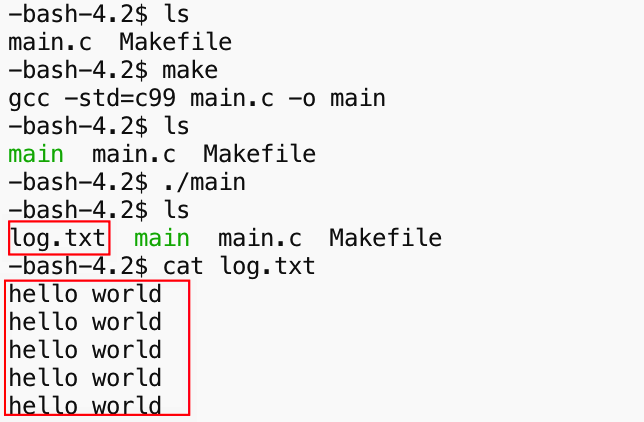 -bash-4.2$ ls
main.c  Makefile
-bash-4.2$ make
gcc -std=c99 main.c -o main
-bash-4.2$ ls
main  main.c  Makefile
-bash-4.2$ ./main
-bash-4.2$ ls
log.txt  main  main.c  Makefile
-bash-4.2$ cat log.txt
hello world
hello world
hello world
hello world
hello world